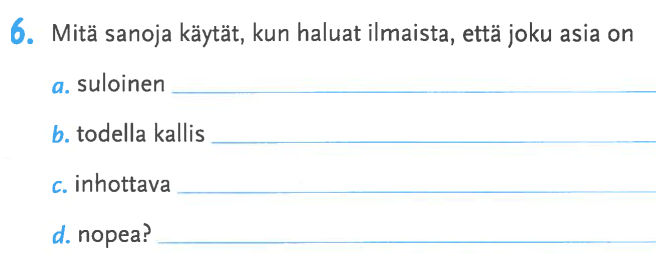 6. Mitä sanoja käytät, kun haluat ilmaista, että joku asia on
a. suloinen
b. todella kallis
c. inhottava
d. nopea?